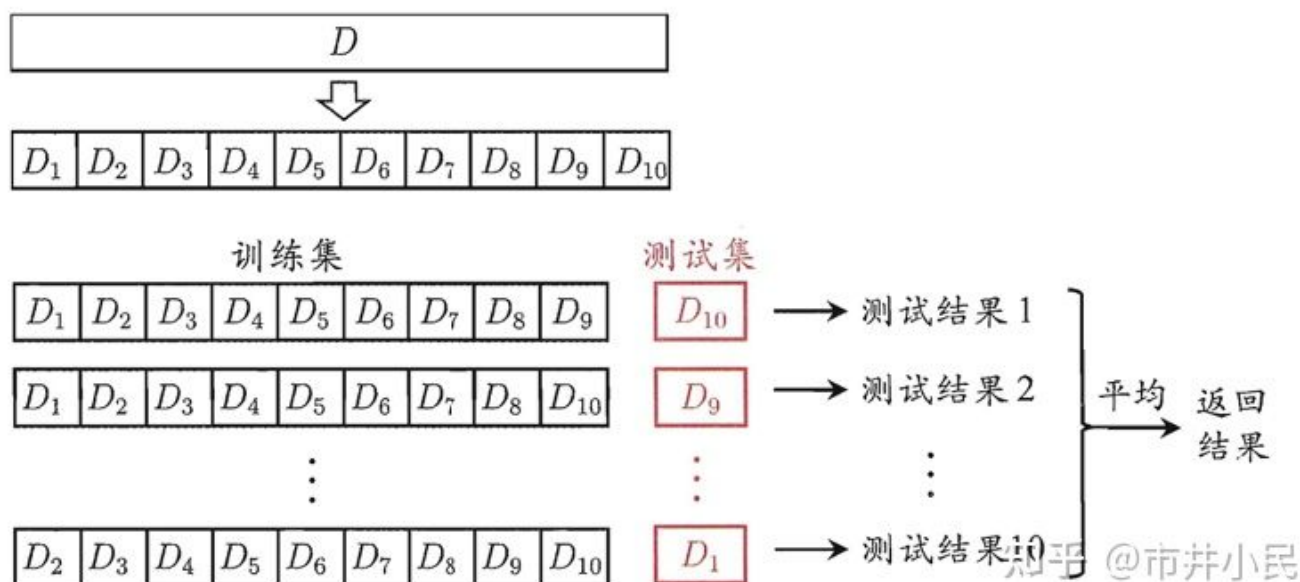 D
D₁ D₂ D₃ D₄ D₅ D₆ D₇ D₈ D₉ D₁₀
训练集 测试集
D₁ D₂ D₃ D₄ D₅ D₆ D₇ D₈ D₉ D₁₀ 测试结果1
D₁ D₂ D₃ D₄ D₅ D₆ D₇ D₈ D₁₀ D₉ 测试结果2
平均 返回
结果
D₂ D₃ D₄ D₅ D₆ D₇ D₈ D₉ D₁₀ D₁ 测试结果10
知乎 @市井小民